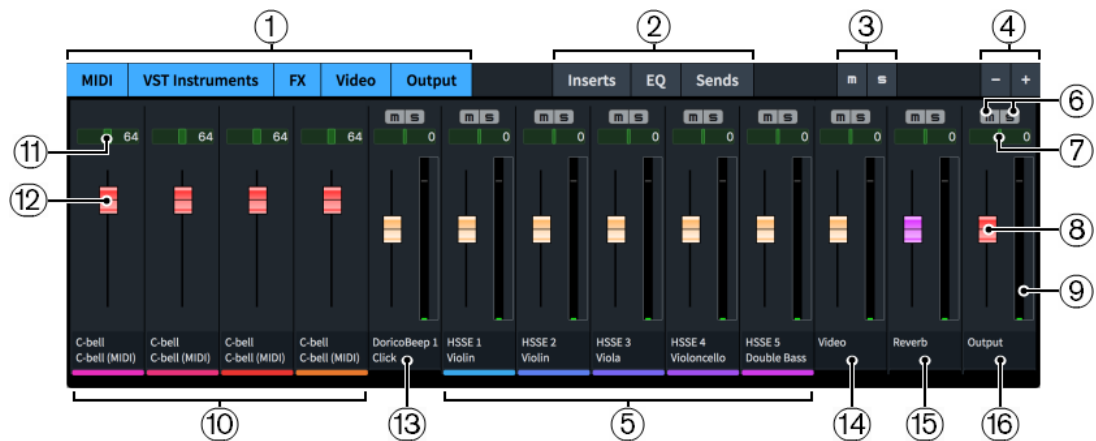 ① ② ③ ④
MIDI VST Instruments FX Video Output Inserts EQ Sends m s − +
⑥
m s m s m s m s m s m s m s m s m s
⑪ 64 64 64 64 0 0 0 0 0 0 0 0 0 ⑦
⑫
⑧
⑨
C-bell C-bell C-bell C-bell DoricoBeep 1 HSSE 1 HSSE 2 HSSE 3 HSSE 4 HSSE 5 Video Reverb Output
C-bell (MIDI) C-bell (MIDI) C-bell (MIDI) C-bell (MIDI) Click Violin Violin Viola Violoncello Double Bass
⑩ ⑬ ⑤ ⑭ ⑮ ⑯